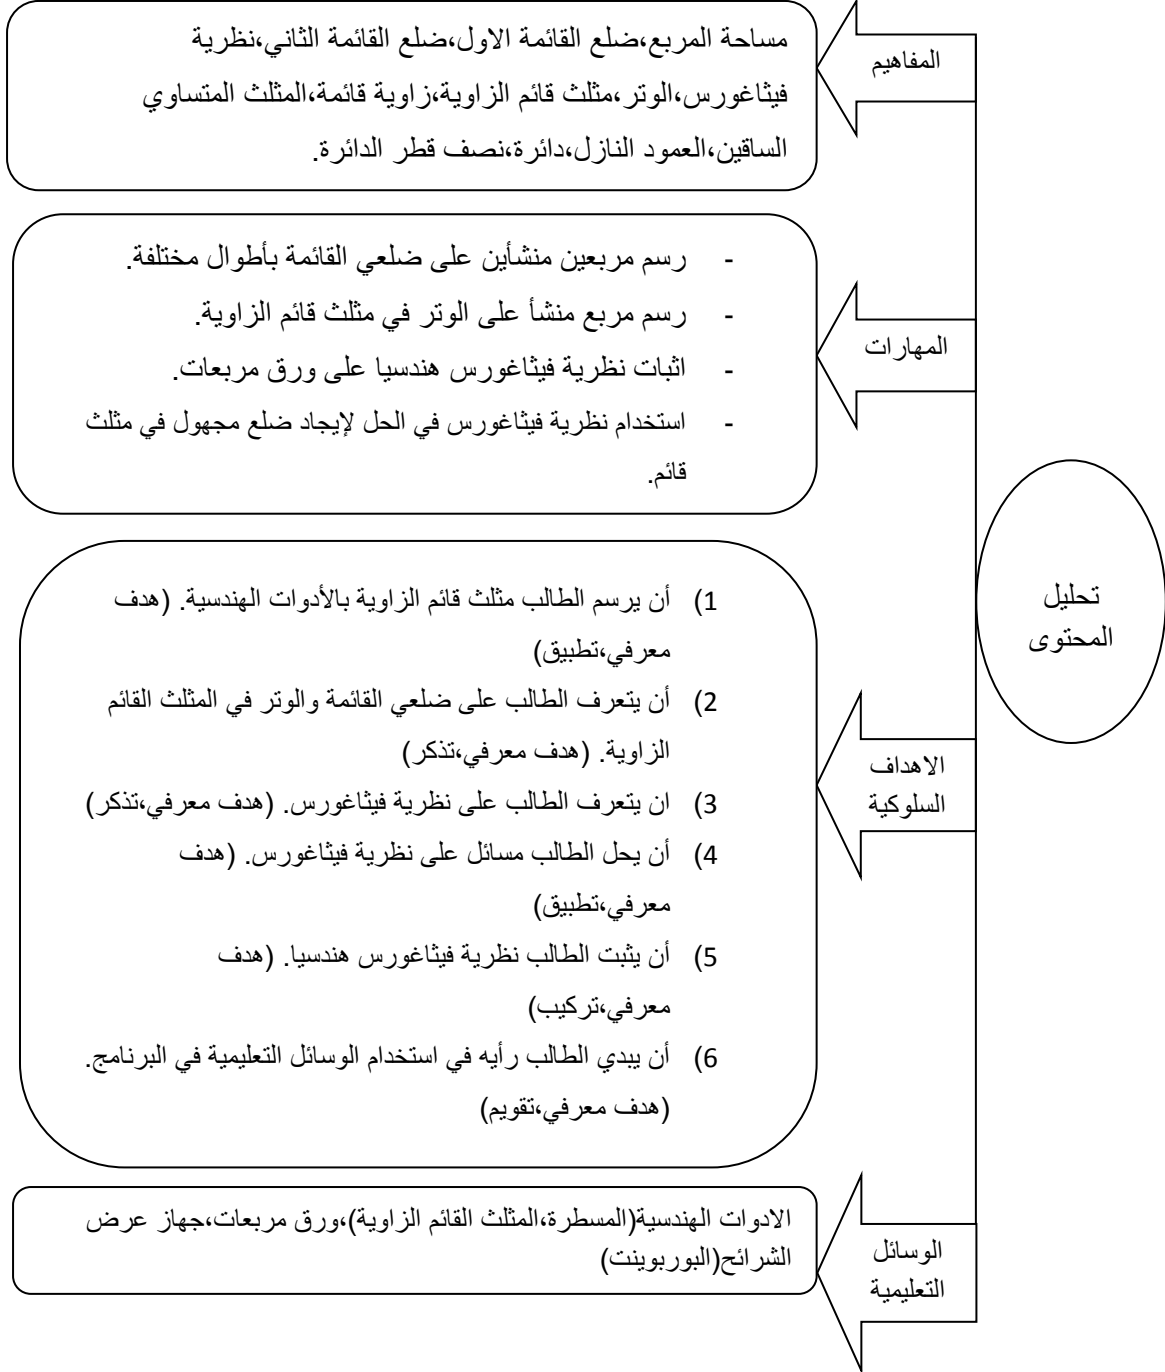 تحليل
المحتوى
المفاهيم
مساحة المربع،ضلع القائمة الاول،ضلع القائمة الثاني،نظرية
فيثاغورس،الوتر،مثلث قائم الزاوية،زاوية قائمة،المثلث المتساوي
الساقين،العمود النازل،دائرة،نصف قطر الدائرة.
المهارات
- رسم مربعين منشأين على ضلعي القائمة بأطوال مختلفة.
- رسم مربع منشأ على الوتر في مثلث قائم الزاوية.
- اثبات نظرية فيثاغورس هندسيا على ورق مربعات.
- استخدام نظرية فيثاغورس في الحل لإيجاد ضلع مجهول في مثلث
قائم.
الاهداف
السلوكية
1) أن يرسم الطالب مثلث قائم الزاوية بالأدوات الهندسية. (هدف
معرفي،تطبيق)
2) أن يتعرف الطالب على ضلعي القائمة والوتر في المثلث القائم
الزاوية. (هدف معرفي،تذكر)
3) ان يتعرف الطالب على نظرية فيثاغورس. (هدف معرفي،تذكر)
4) أن يحل الطالب مسائل على نظرية فيثاغورس. (هدف
معرفي،تطبيق)
5) أن يثبت الطالب نظرية فيثاغورس هندسيا. (هدف
معرفي،تركيب)
6) أن يبدي الطالب رأيه في استخدام الوسائل التعليمية في البرنامج.
(هدف معرفي،تقويم)
الوسائل
التعليمية
الادوات الهندسية(المسطرة،المثلث القائم الزاوية)،ورق مربعات،جهاز عرض
الشرائح(البوربوينت)